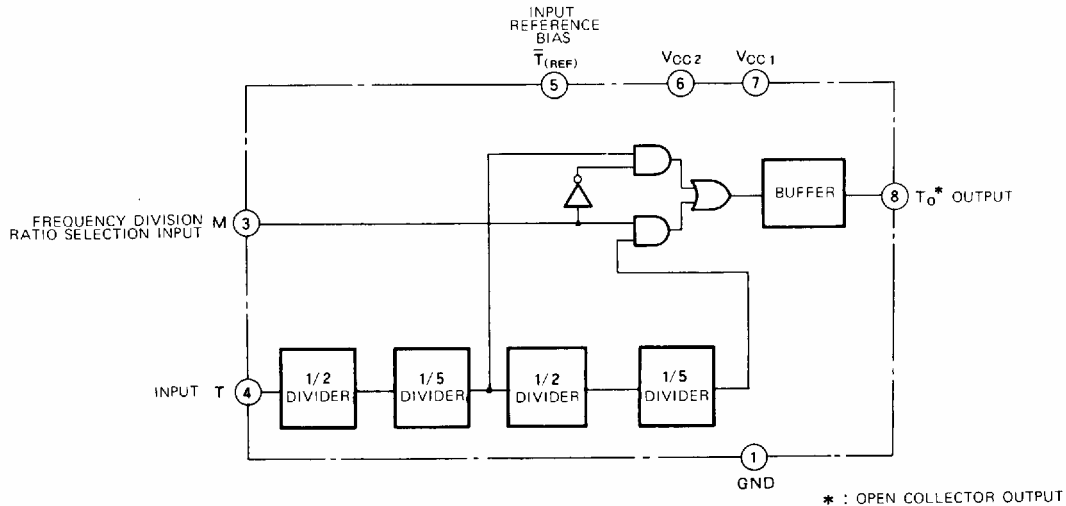 INPUT
REFERENCE
BIAS
T̅(REF)
VCC2
VCC1
5
6
7
FREQUENCY DIVISION
RATIO SELECTION INPUT
M
3
BUFFER
8
To* OUTPUT
INPUT T
4
1/2
DIVIDER
1/5
DIVIDER
1/2
DIVIDER
1/5
DIVIDER
1
GND
* : OPEN COLLECTOR OUTPUT